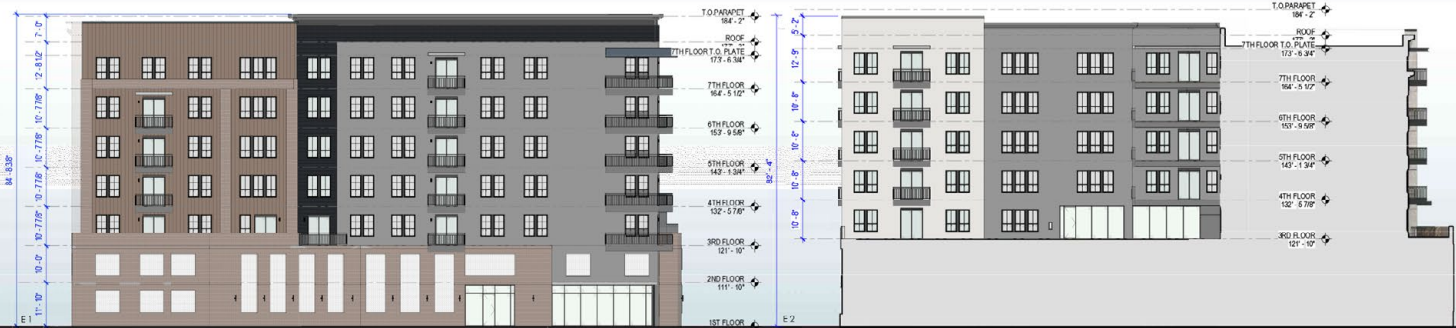 T.O.PARAPET
184' - 2"
ROOF
7TH FLOOR T.O. PLATE
173' - 6 3/4"
7TH FLOOR
164' - 5 1/2"
6TH FLOOR
153' - 9 5/8"
5TH FLOOR
143' - 1 3/4"
4TH FLOOR
132' - 5 7/8"
3RD FLOOR
121' - 10"
2ND FLOOR
111' - 10"
1ST FLOOR
7'- 0"
10'-7 7/8"
10'-7 7/8"
10'-7 7/8"
10'-7 7/8"
10'-0"
11'- 10"
E 1
T.O.PARAPET
184' - 2"
ROOF
7TH FLOOR T.O. PLATE
173' - 6 3/4"
7TH FLOOR
164' - 5 1/2"
6TH FLOOR
153' - 9 5/8"
5TH FLOOR
143' - 1 3/4"
4TH FLOOR
132' - 5 7/8"
3RD FLOOR
121' - 10"
5'- 2"
12'- 9"
10'- 8"
10'- 8"
10'- 8"
10'- 8"
E 2